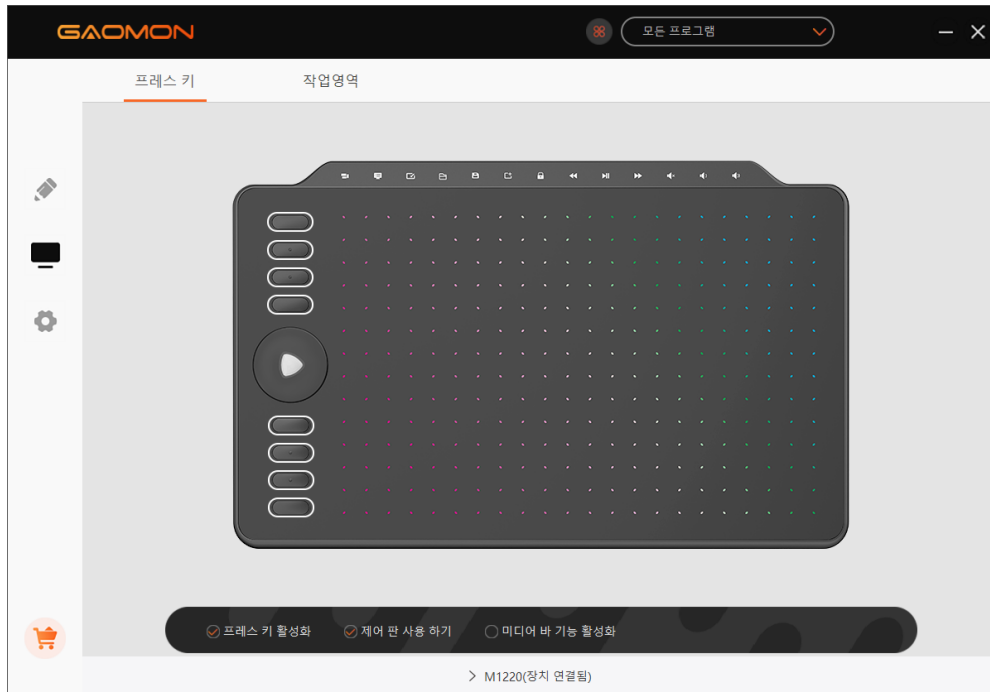 GAOMON
모든 프로그램
프레스 키
작업영역
프레스 키 활성화
제어 판 사용 하기
미디어 바 기능 활성화
M1220(장치 연결됨)